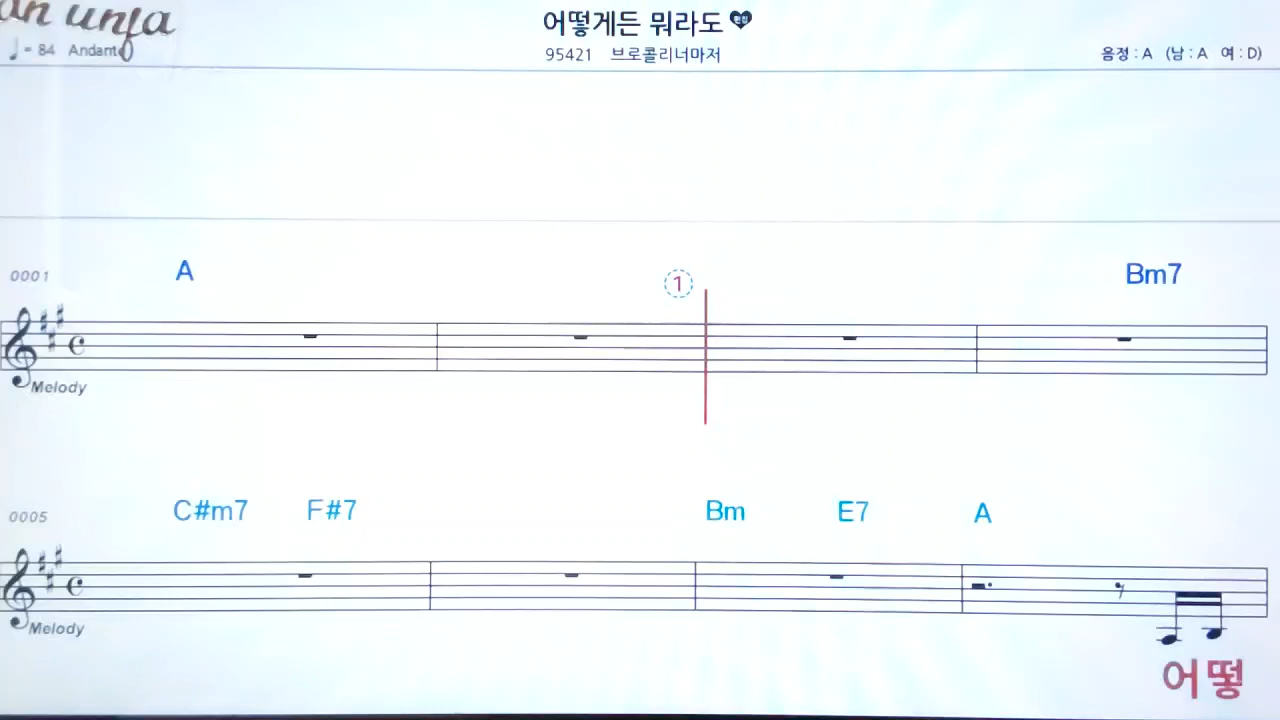 어떻게든 뭐라도
♩= 84 Andant
95421 브로콜리너마저
음정 : A (남 : A 여 : D)
0001 A 1 Bm7
Melody
0005 C#m7 F#7 Bm E7 A
Melody
어떻